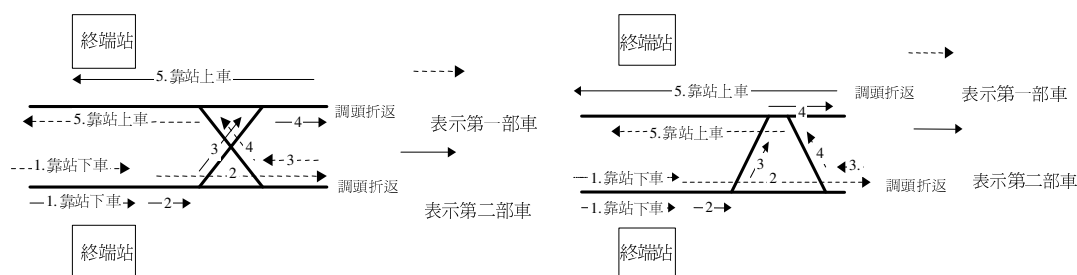 終端站
5.靠站上車
調頭折返
4
5.靠站上車
3
4
3
1.靠站下車
2
調頭折返
1.靠站下車
2
終端站
表示第一部車
表示第二部車
終端站
5.靠站上車
調頭折返
4
5.靠站上車
3
4
3.
1.靠站下車
2
調頭折返
1.靠站下車
2
終端站
表示第一部車
表示第二部車